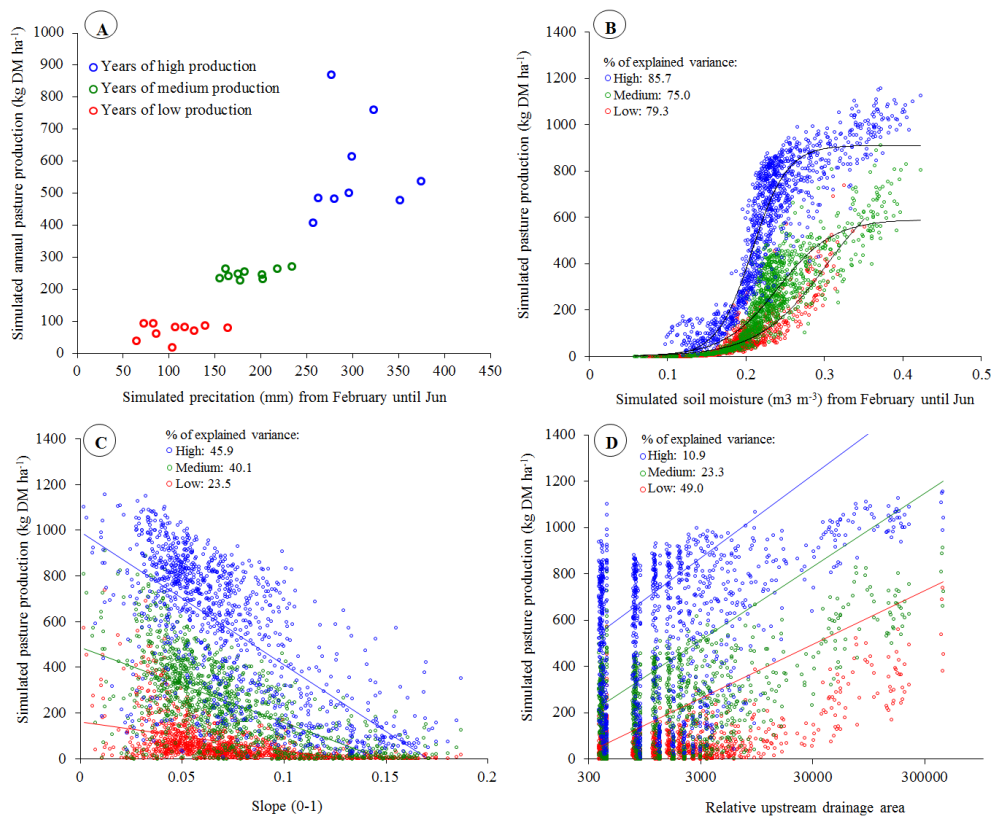 A
Simulated annaul pasture production (kg DM ha⁻¹)
1000
900
800
700
600
500
400
300
200
100
0
Years of high production
Years of medium production
Years of low production
0 50 100 150 200 250 300 350 400 450
Simulated precitation (mm) from February until Jun
B
Simulated pasture production (kg DM ha⁻¹)
1400
1200
1000
800
600
400
200
0
% of explained variance:
High: 85.7
Medium: 75.0
Low: 79.3
0 0.1 0.2 0.3 0.4 0.5
Simulated soil moisture (m3 m⁻³) from February until Jun
C
Simulated pasture production (kg DM ha⁻¹)
1400
1200
1000
800
600
400
200
0
% of explained variance:
High: 45.9
Medium: 40.1
Low: 23.5
0 0.05 0.1 0.15 0.2
Slope (0-1)
D
Simulated pasture production (kg DM ha⁻¹)
1400
1200
1000
800
600
400
200
0
% of explained variance:
High: 10.9
Medium: 23.3
Low: 49.0
300 3000 30000 300000
Relative upstream drainage area